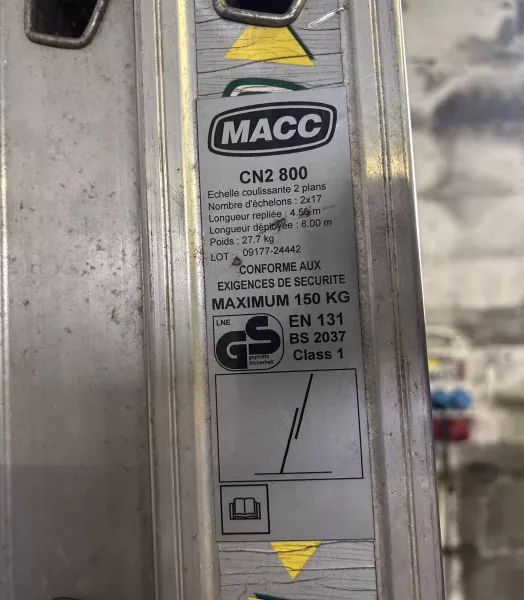 MACC
CN2 800
Echelle coulissante 2 plans
Nombre d'échelons : 2x17
Longueur repliée : 4.50 m
Longueur déployée : 8.00 m
Poids : 27.7 kg
LOT : 09177-24442
CONFORME AUX
EXIGENCES DE SECURITE
MAXIMUM 150 KG
LNE
GS
geprüfte
Sicherheit
EN 131
BS 2037
Class 1